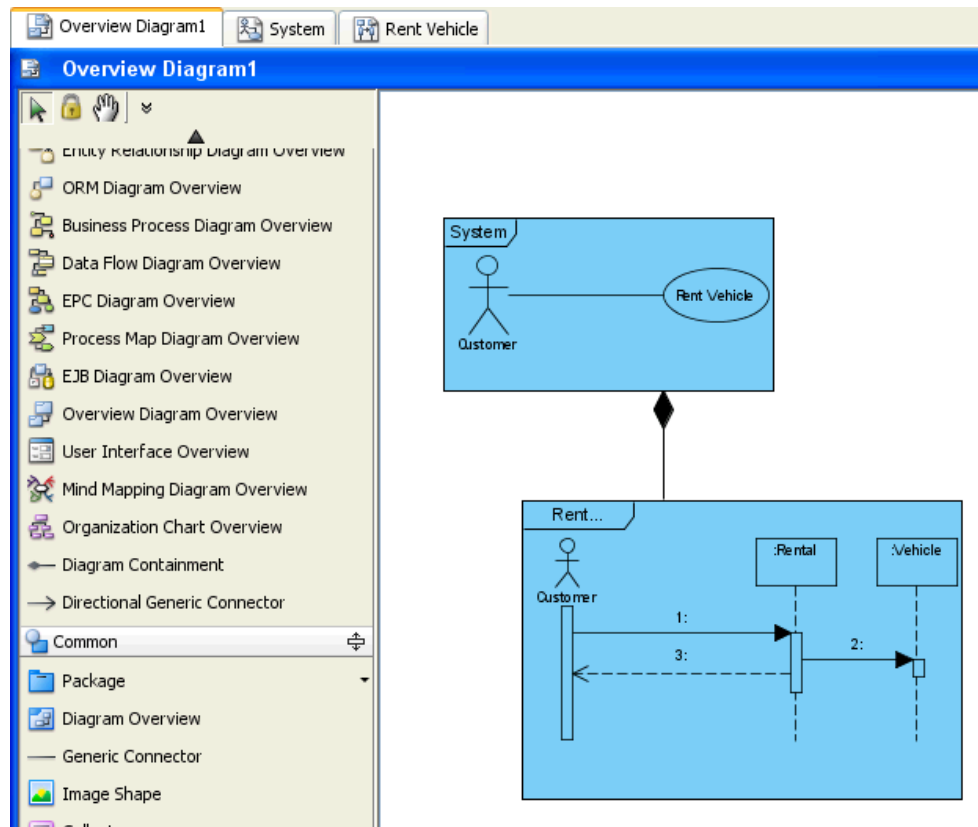 Overview Diagram1
System
Rent Vehicle
Overview Diagram1
Entity Relationship Diagram Overview
ORM Diagram Overview
Business Process Diagram Overview
Data Flow Diagram Overview
EPC Diagram Overview
Process Map Diagram Overview
EJB Diagram Overview
Overview Diagram Overview
User Interface Overview
Mind Mapping Diagram Overview
Organization Chart Overview
Diagram Containment
Directional Generic Connector
Common
Package
Diagram Overview
Generic Connector
Image Shape
System
Customer
Rent Vehicle
Rent...
Customer
:Rental
:Vehicle
1:
2:
3: